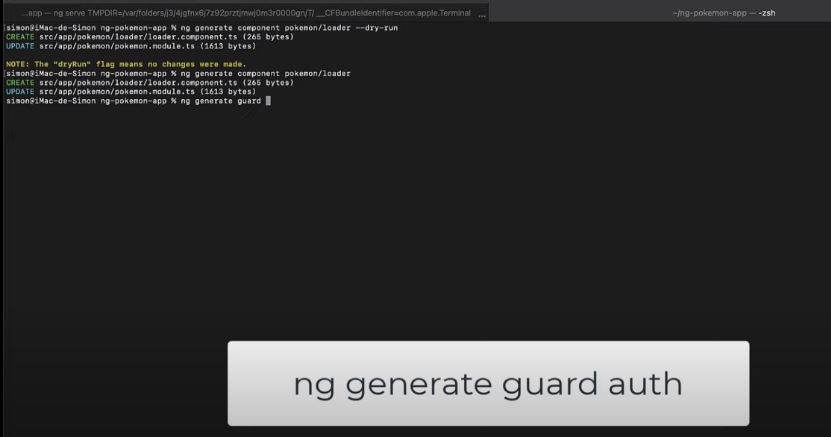 ...app — ng serve TMPDIR=/var/folders/j3/4jgfnx6j7z92prztjmwj0m3r0000gn/T/ __CFBundleIdentifier=com.apple.Terminal ...
~/ng-pokemon-app — -zsh
simon@iMac-de-Simon ng-pokemon-app % ng generate component pokemon/loader --dry-run
CREATE src/app/pokemon/loader/loader.component.ts (265 bytes)
UPDATE src/app/pokemon/pokemon.module.ts (1613 bytes)
NOTE: The "dryRun" flag means no changes were made.
simon@iMac-de-Simon ng-pokemon-app % ng generate component pokemon/loader
CREATE src/app/pokemon/loader/loader.component.ts (265 bytes)
UPDATE src/app/pokemon/pokemon.module.ts (1613 bytes)
simon@iMac-de-Simon ng-pokemon-app % ng generate guard
ng generate guard auth